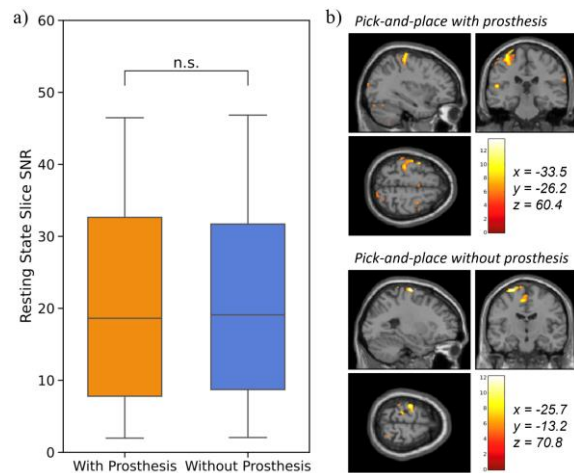 a)
n.s.
60
50
40
30
20
10
0
Resting State Slice SNR
With Prosthesis
Without Prosthesis
b)
Pick-and-place with prosthesis
12
10
8
6
4
2
0
x = -33.5
y = -26.2
z = 60.4
Pick-and-place without prosthesis
12
10
8
6
4
2
0
x = -25.7
y = -13.2
z = 70.8